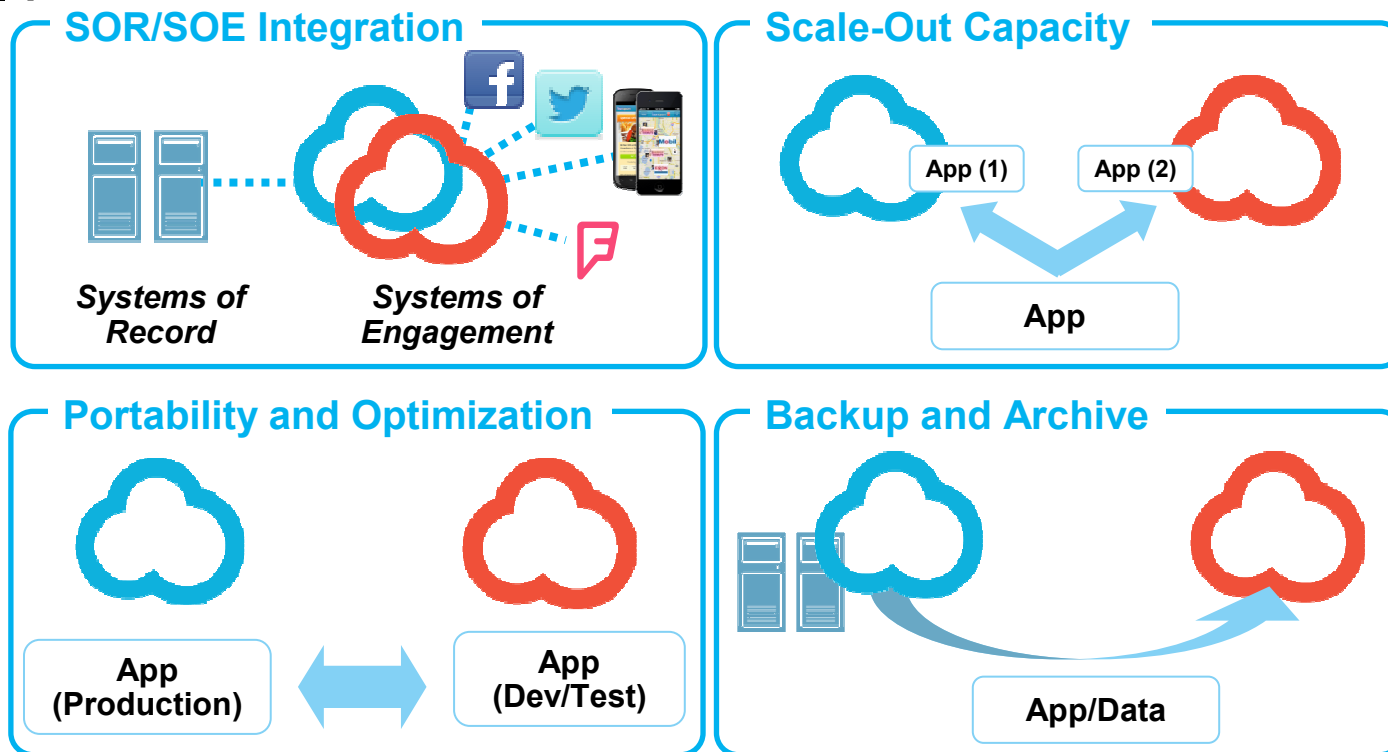 SOR/SOE Integration
Systems of
Record
Systems of
Engagement
Scale-Out Capacity
App (1)
App (2)
App
Portability and Optimization
App
(Production)
App
(Dev/Test)
Backup and Archive
App/Data